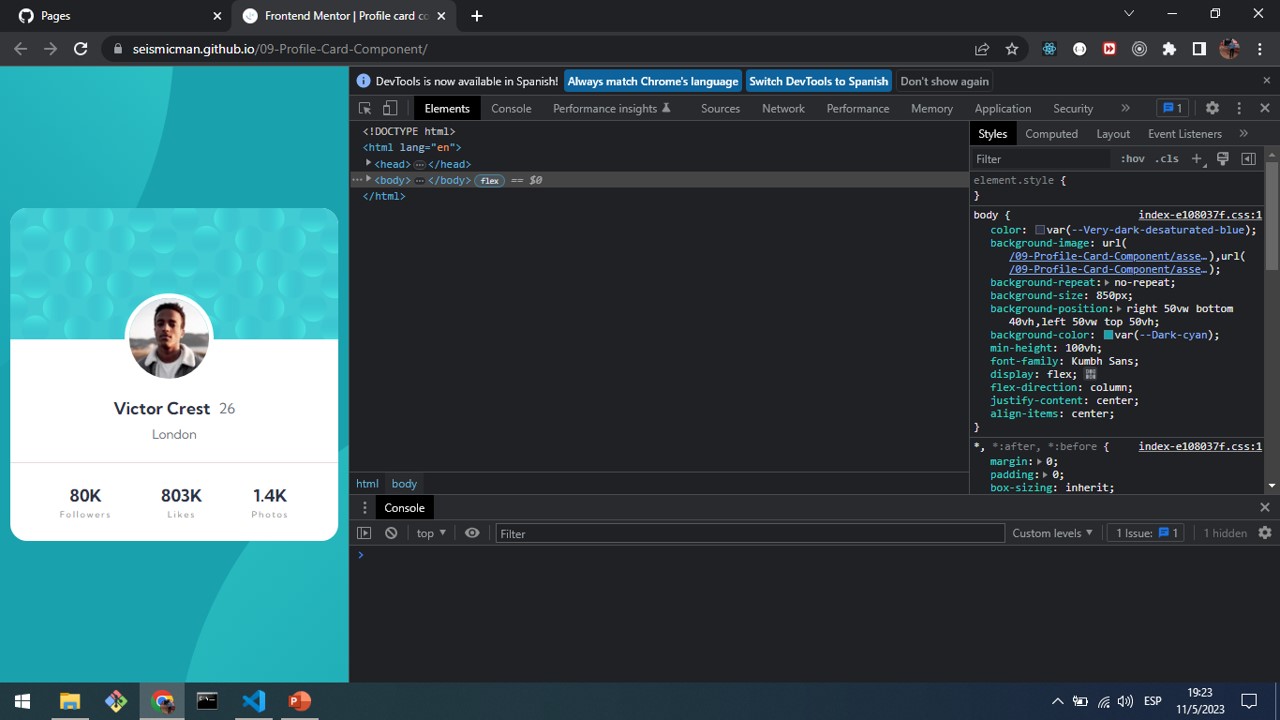 Pages
Frontend Mentor | Profile card co
seismicman.github.io/09-Profile-Card-Component/
DevTools is now available in Spanish!
Always match Chrome's language
Switch DevTools to Spanish
Don't show again
Elements
Console
Performance insights
Sources
Network
Performance
Memory
Application
Security
»
1
<!DOCTYPE html>
<html lang="en">
<head> … </head>
<body> … </body> flex == $0
</html>
html
body
Styles
Computed
Layout
Event Listeners
»
Filter
:hov
.cls
element.style {
}
body {
index-e108037f.css:1
color: var(--Very-dark-desaturated-blue);
background-image: url(
/09-Profile-Card-Component/asse…),url(
/09-Profile-Card-Component/asse…);
background-repeat: no-repeat;
background-size: 850px;
background-position: right 50vw bottom
40vh,left 50vw top 50vh;
background-color: var(--Dark-cyan);
min-height: 100vh;
font-family: Kumbh Sans;
display: flex;
flex-direction: column;
justify-content: center;
align-items: center;
}
*, *:after, *:before {
index-e108037f.css:1
margin: 0;
padding: 0;
box-sizing: inherit;
Console
top
Filter
Custom levels
1 Issue: 1
1 hidden
Victor Crest 26
London
80K
803K
1.4K
Followers
Likes
Photos
ESP
19:23
11/5/2023